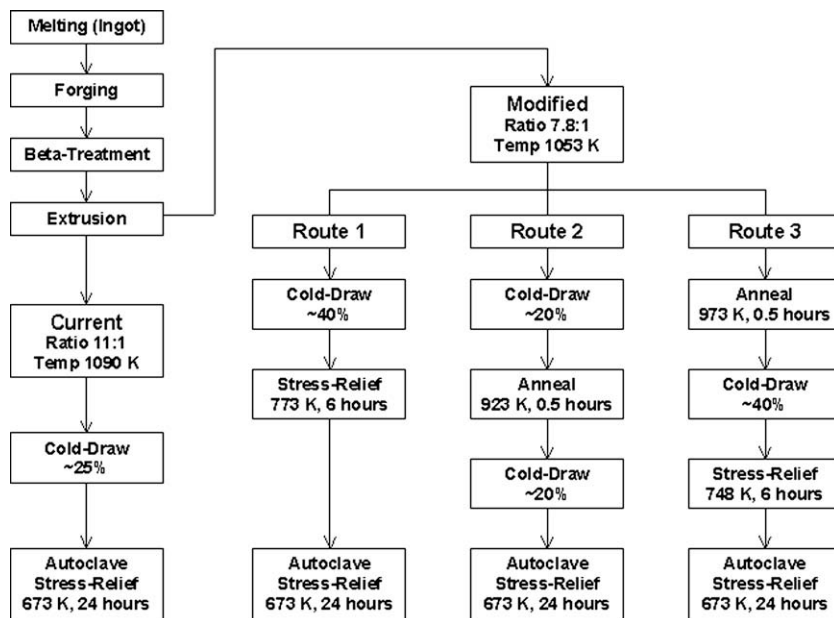 Melting (Ingot)
Forging
Beta-Treatment
Extrusion
Current
Ratio 11:1
Temp 1090 K
Cold-Draw
~25%
Autoclave
Stress-Relief
673 K, 24 hours
Modified
Ratio 7.8:1
Temp 1053 K
Route 1
Cold-Draw
~40%
Stress-Relief
773 K, 6 hours
Autoclave
Stress-Relief
673 K, 24 hours
Route 2
Cold-Draw
~20%
Anneal
923 K, 0.5 hours
Cold-Draw
~20%
Autoclave
Stress-Relief
673 K, 24 hours
Route 3
Anneal
973 K, 0.5 hours
Cold-Draw
~40%
Stress-Relief
748 K, 6 hours
Autoclave
Stress-Relief
673 K, 24 hours